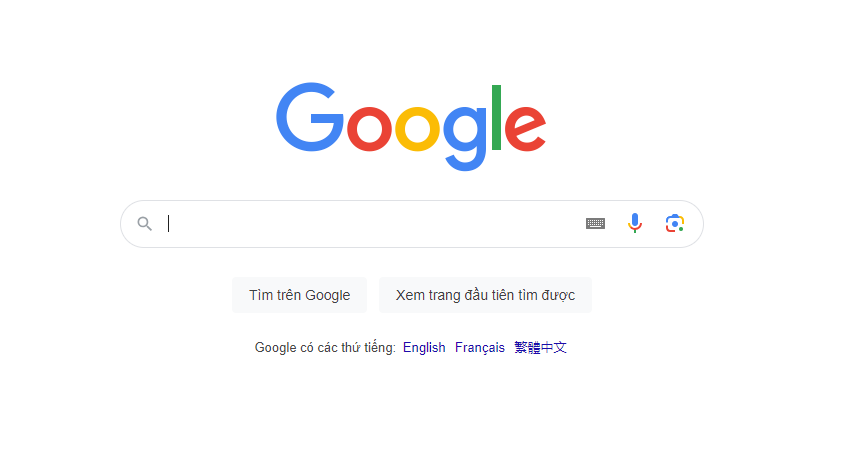 Google
Tìm trên Google
Xem trang đầu tiên tìm được
Google có các thứ tiếng: English Français 繁體中文